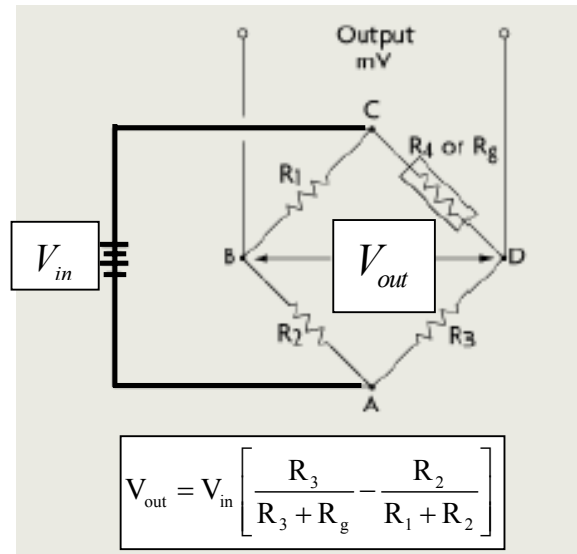 Output
mV
C
R1
R4 or Rg
Vin
B
Vout
D
R2
R3
A
Vout = Vin [ R3 / (R3 + Rg) − R2 / (R1 + R2) ]